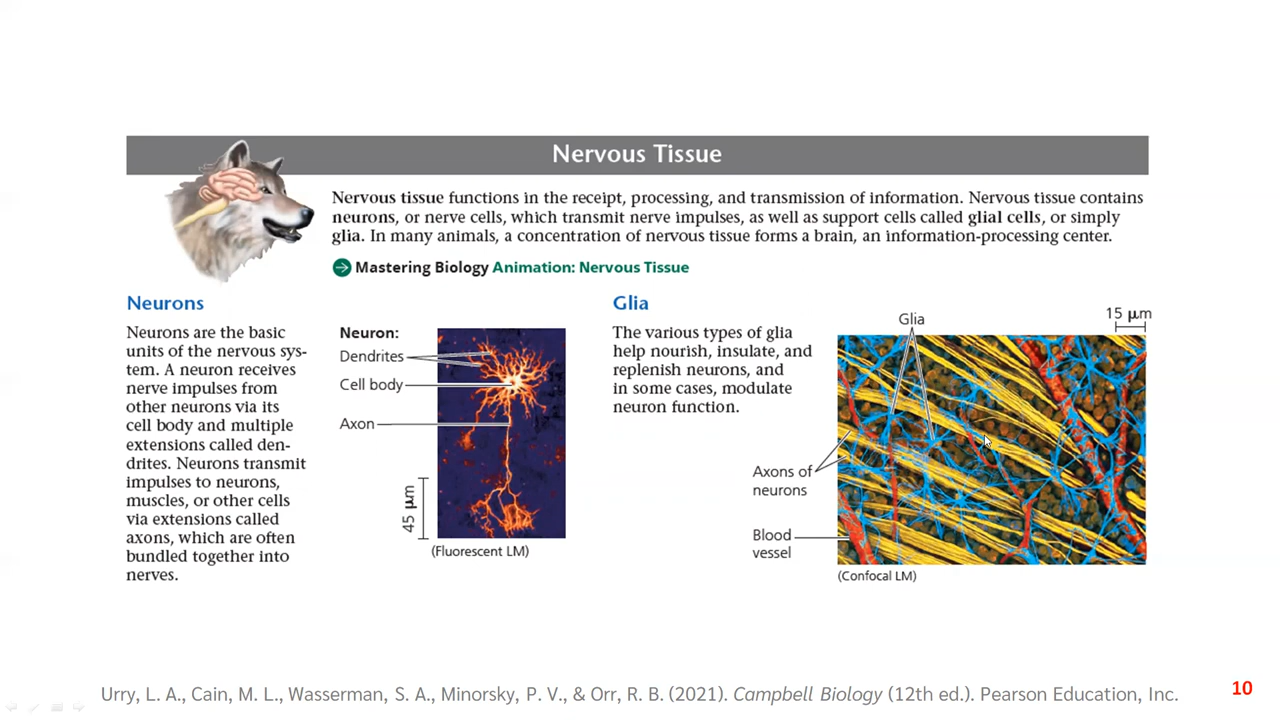 Nervous Tissue
Nervous tissue functions in the receipt, processing, and transmission of information. Nervous tissue contains
neurons, or nerve cells, which transmit nerve impulses, as well as support cells called glial cells, or simply
glia. In many animals, a concentration of nervous tissue forms a brain, an information-processing center.
Mastering Biology Animation: Nervous Tissue
Neurons
Neurons are the basic
units of the nervous sys-
tem. A neuron receives
nerve impulses from
other neurons via its
cell body and multiple
extensions called den-
drites. Neurons transmit
impulses to neurons,
muscles, or other cells
via extensions called
axons, which are often
bundled together into
nerves.
Neuron:
Dendrites
Cell body
Axon
45 μm
(Fluorescent LM)
Glia
The various types of glia
help nourish, insulate, and
replenish neurons, and
in some cases, modulate
neuron function.
Glia
15 μm
Axons of
neurons
Blood
vessel
(Confocal LM)
Urry, L. A., Cain, M. L., Wasserman, S. A., Minorsky, P. V., & Orr, R. B. (2021). Campbell Biology (12th ed.). Pearson Education, Inc.
10